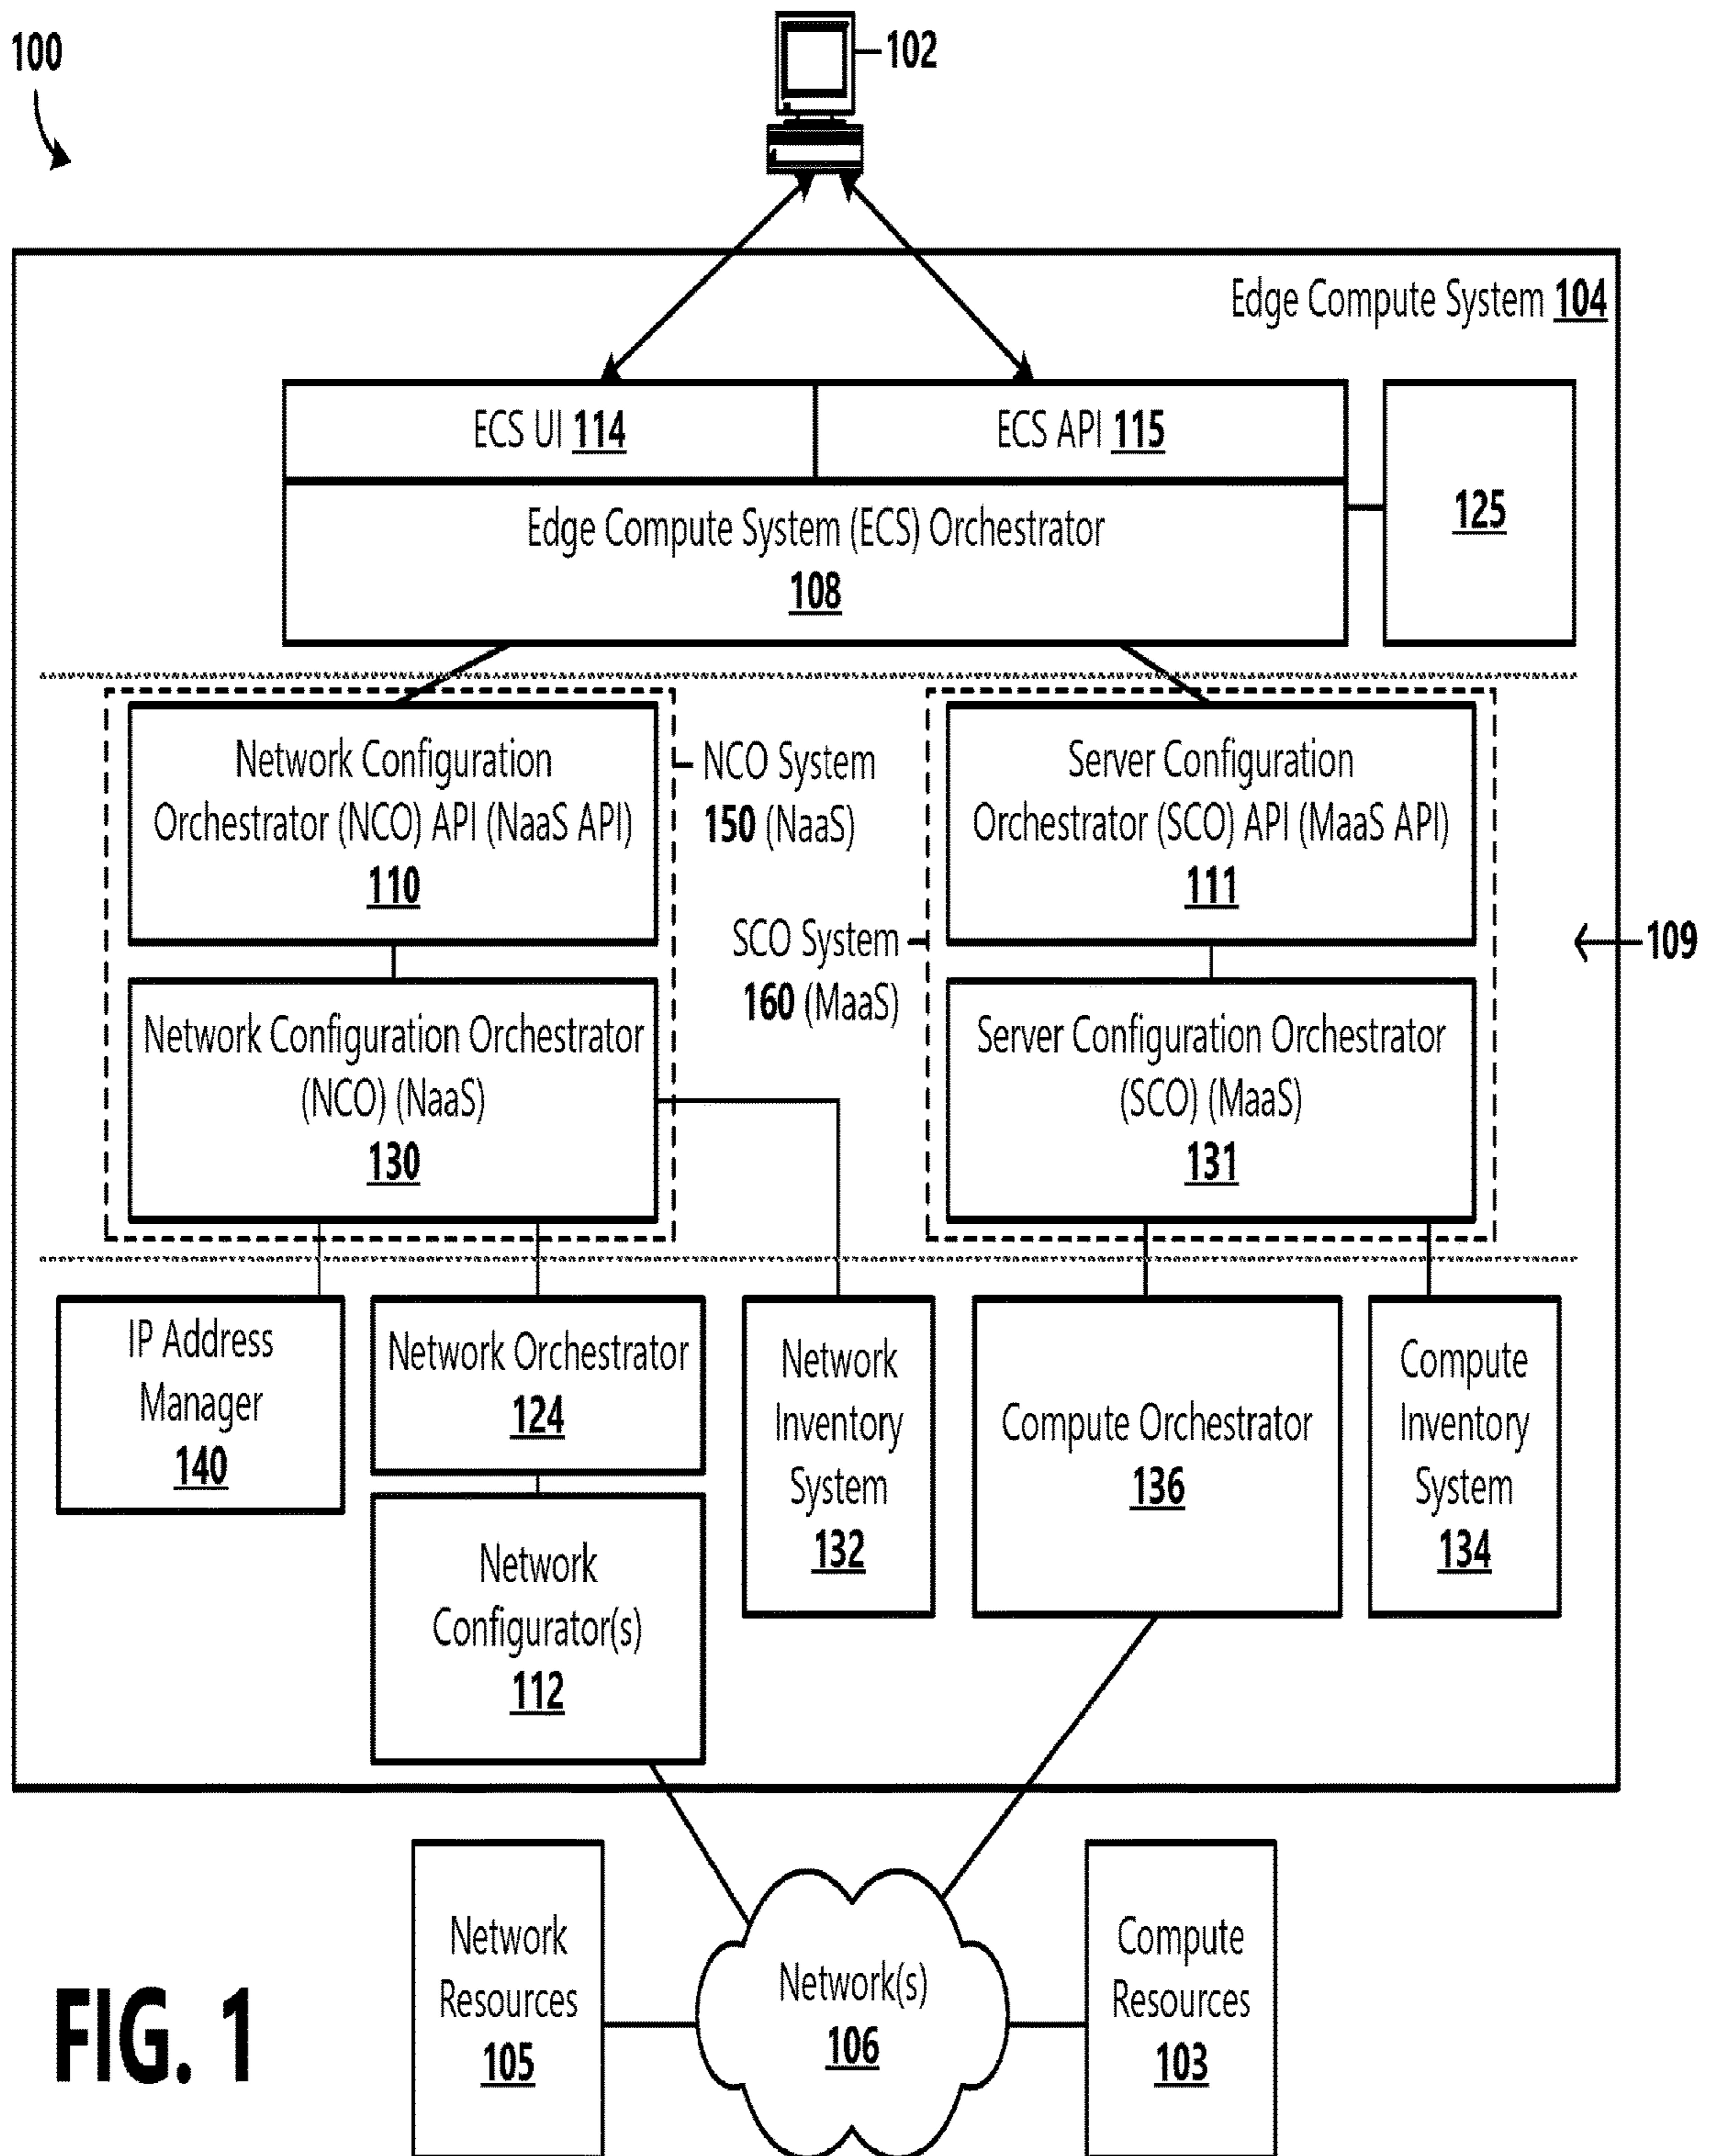 100
102
Edge Compute System 104
ECS UI 114
ECS API 115
125
Edge Compute System (ECS) Orchestrator
108
Network Configuration
Orchestrator (NCO) API (NaaS API)
110
NCO System
150 (NaaS)
Server Configuration
Orchestrator (SCO) API (MaaS API)
111
SCO System
160 (MaaS)
109
Network Configuration Orchestrator
(NCO) (NaaS)
130
Server Configuration Orchestrator
(SCO) (MaaS)
131
IP Address
Manager
140
Network Orchestrator
124
Network
Inventory
System
132
Compute Orchestrator
136
Compute
Inventory
System
134
Network
Configurator(s)
112
Network
Resources
105
Network(s)
106
Compute
Resources
103
FIG. 1